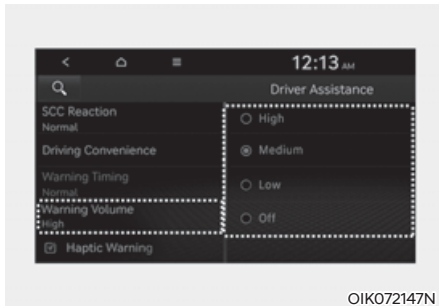 12:13 AM
Driver Assistance
SCC Reaction
Normal
Driving Convenience
Warning Timing
Normal
Warning Volume
High
Haptic Warning
High
Medium
Low
Off
OIK072147N